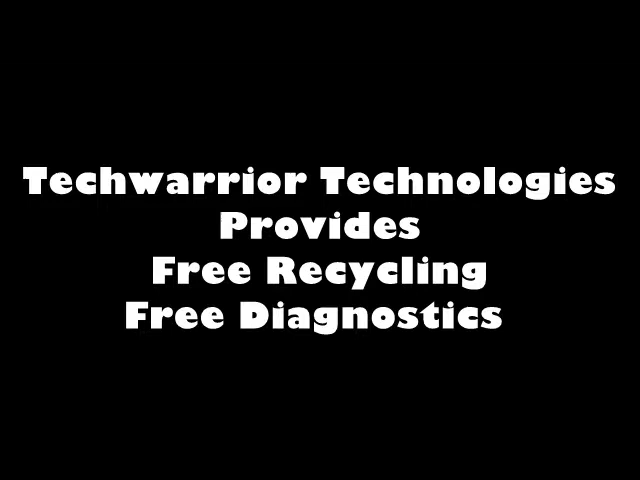 Techwarrior Technologies
Provides
Free Recycling
Free Diagnostics